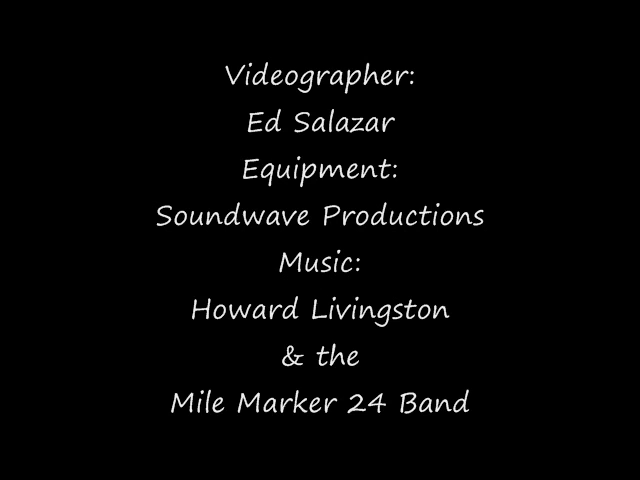 Videographer:
Ed Salazar
Equipment:
Soundwave Productions
Music:
Howard Livingston
& the
Mile Marker 24 Band